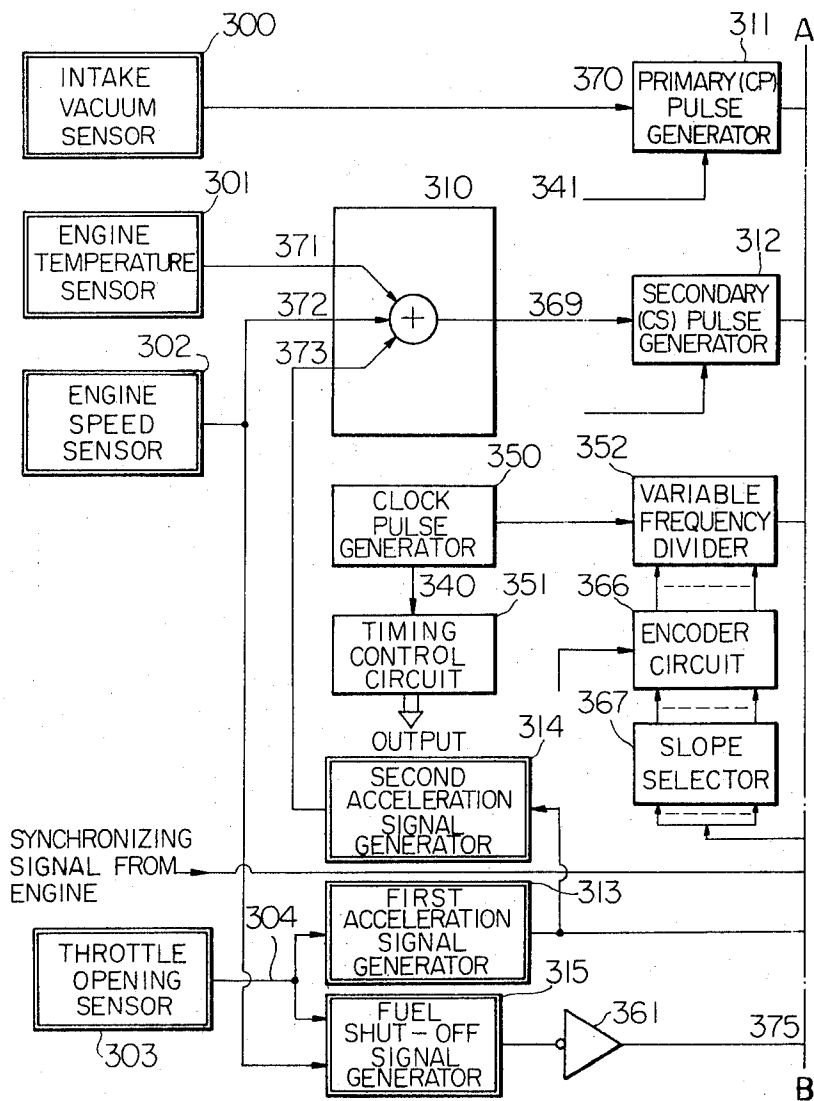 300
INTAKE
VACUUM
SENSOR
370
311
PRIMARY (CP)
PULSE
GENERATOR
A
341
301
ENGINE
TEMPERATURE
SENSOR
310
371
372
373
369
312
SECONDARY
(CS) PULSE
GENERATOR
302
ENGINE
SPEED
SENSOR
350
CLOCK
PULSE
GENERATOR
352
VARIABLE
FREQUENCY
DIVIDER
340
351
TIMING
CONTROL
CIRCUIT
366
ENCODER
CIRCUIT
367
SLOPE
SELECTOR
OUTPUT
314
SECOND
ACCELERATION
SIGNAL
GENERATOR
SYNCHRONIZING
SIGNAL FROM
ENGINE
313
FIRST
ACCELERATION
SIGNAL
GENERATOR
304
THROTTLE
OPENING
SENSOR
303
315
FUEL
SHUT-OFF
SIGNAL
GENERATOR
361
375
B